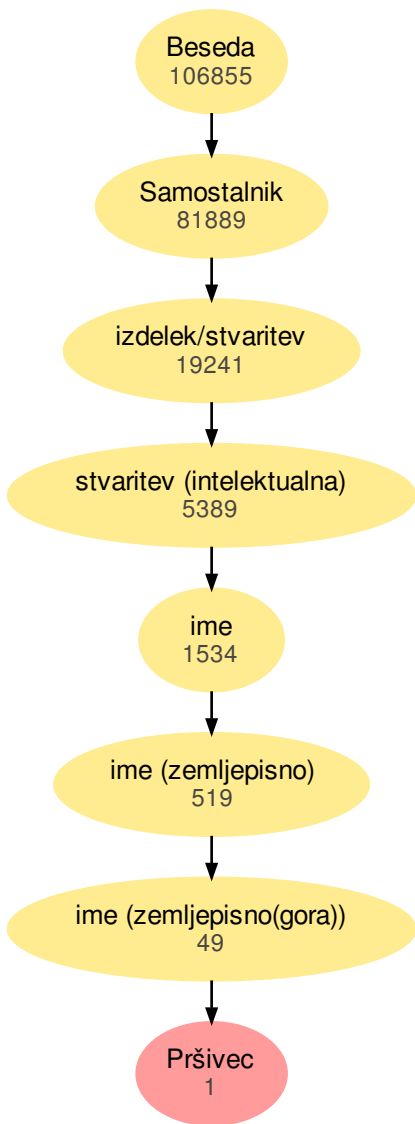 Beseda
106855
Samostalnik
81889
izdelek/stvaritev
19241
stvaritev (intelektualna)
5389
ime
1534
ime (zemljepisno)
519
ime (zemljepisno(gora))
49
Pršivec
1